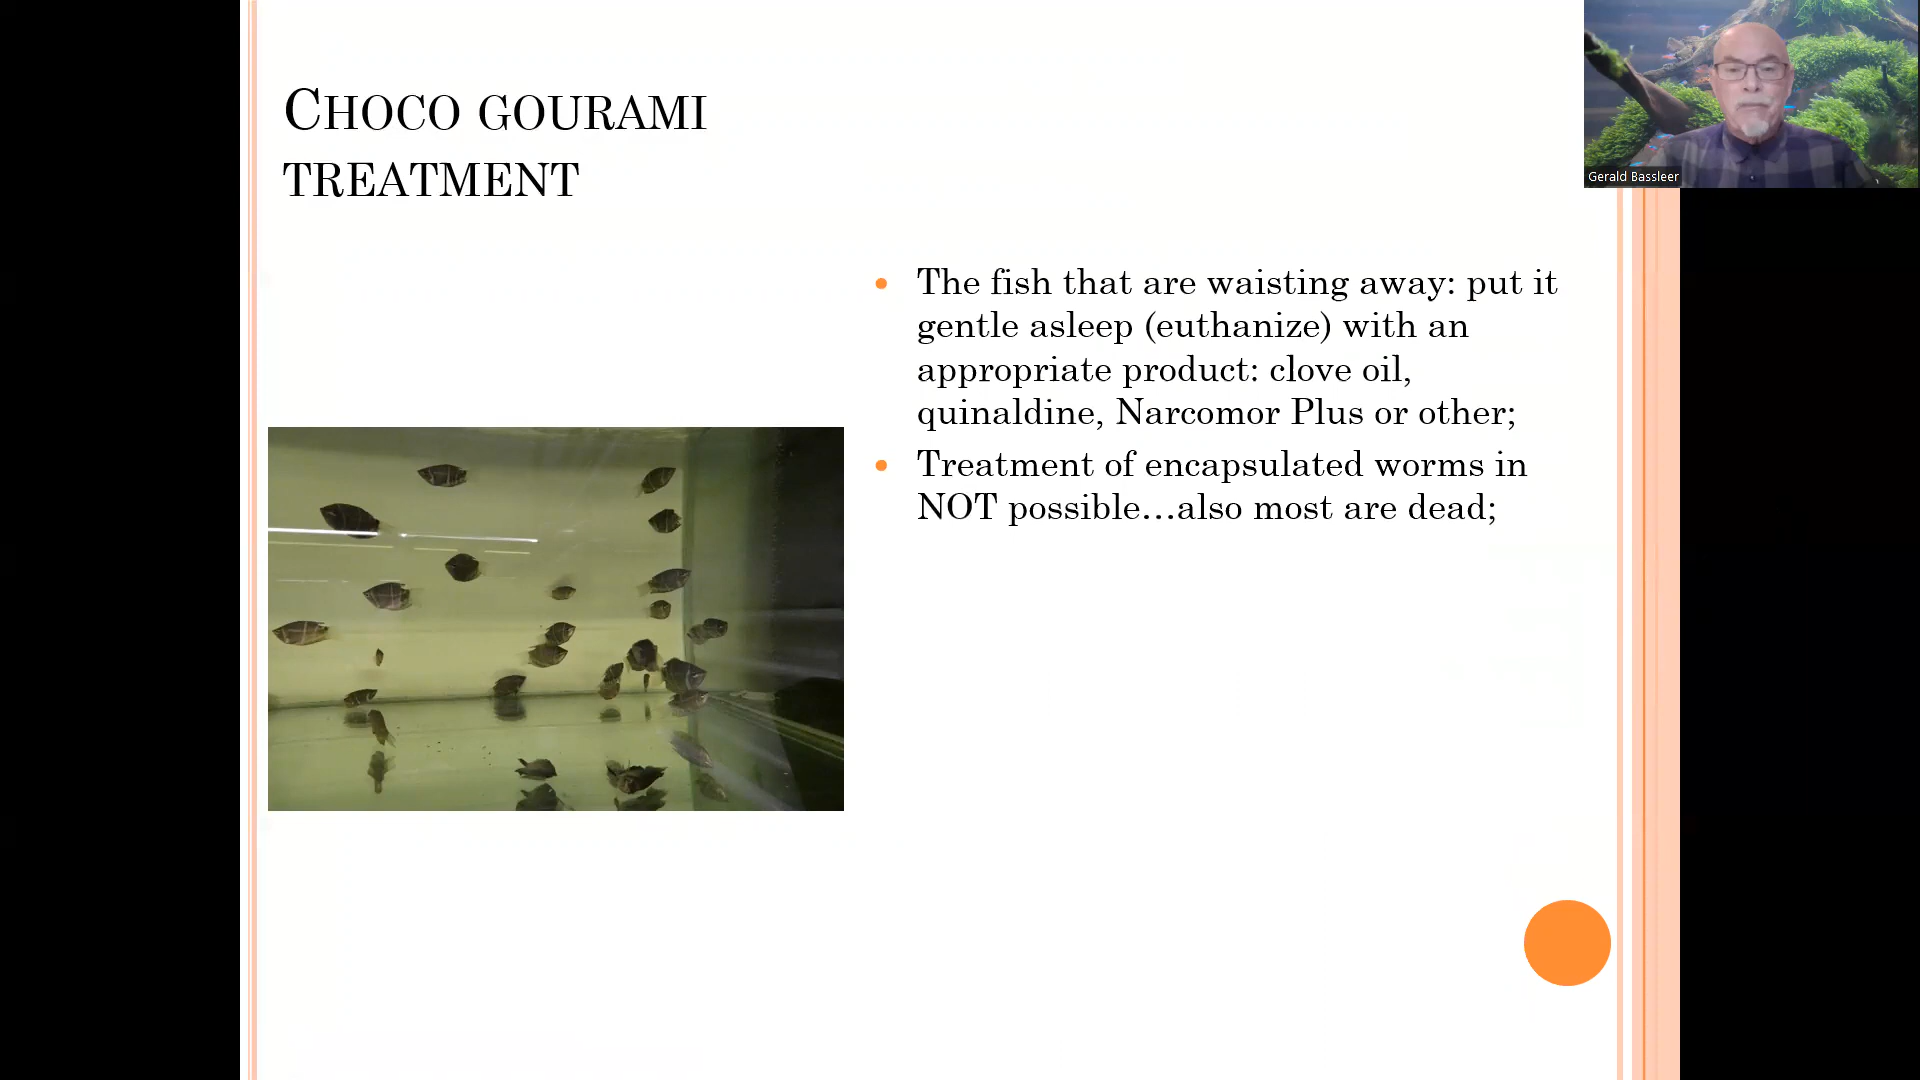 CHOCO GOURAMI
TREATMENT
Gerald Bassleer
• The fish that are waisting away: put it
gentle asleep (euthanize) with an
appropriate product: clove oil,
quinaldine, Narcomor Plus or other;
• Treatment of encapsulated worms in
NOT possible...also most are dead;